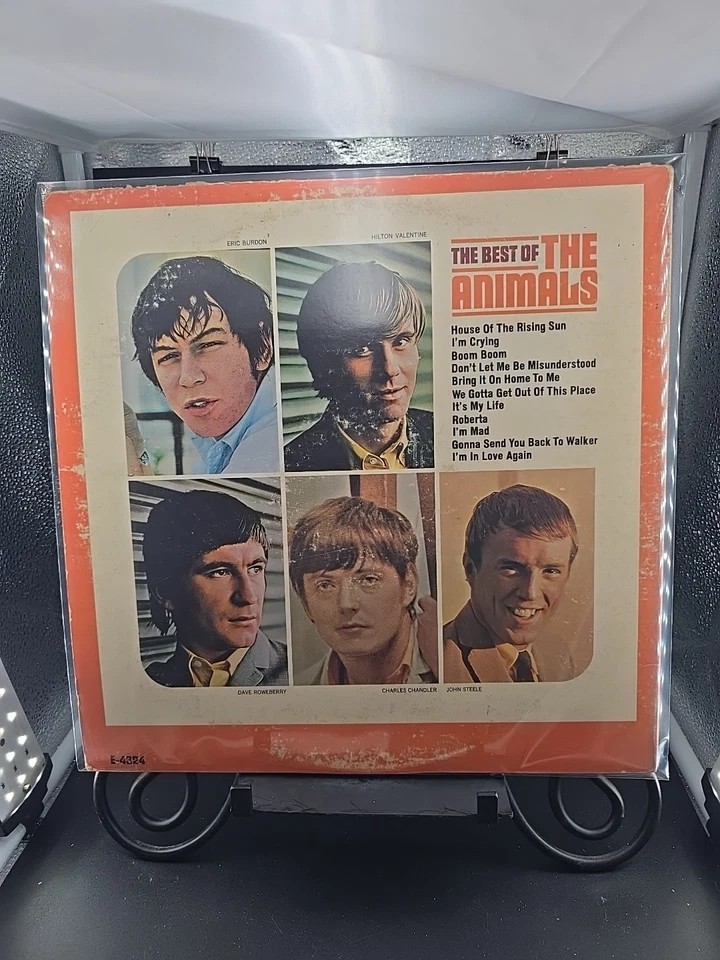 ERIC BURDON
HILTON VALENTINE
THE BEST OF THE
ANIMALS
House Of The Rising Sun
I'm Crying
Boom Boom
Don't Let Me Be Misunderstood
Bring It On Home To Me
We Gotta Get Out Of This Place
It's My Life
Roberta
I'm Mad
Gonna Send You Back To Walker
I'm In Love Again
DAVE ROWEBERRY
CHARLES CHANDLER
JOHN STEELE
E-4324